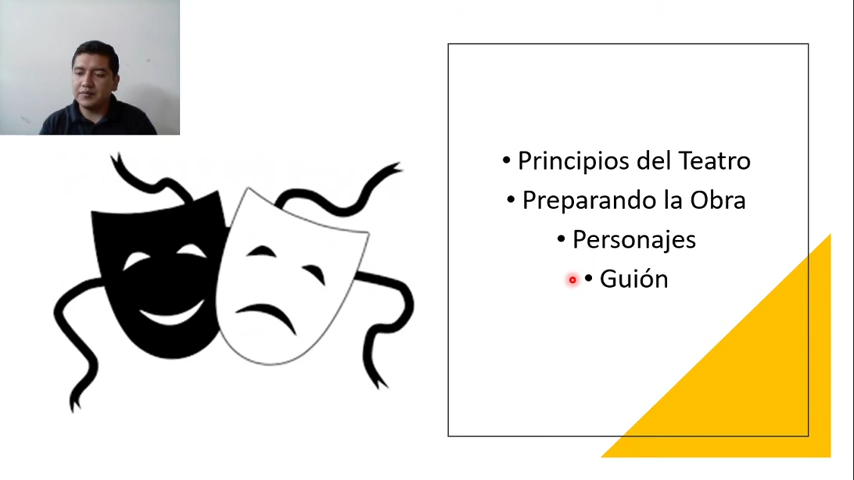 • Principios del Teatro
• Preparando la Obra
• Personajes
• Guión